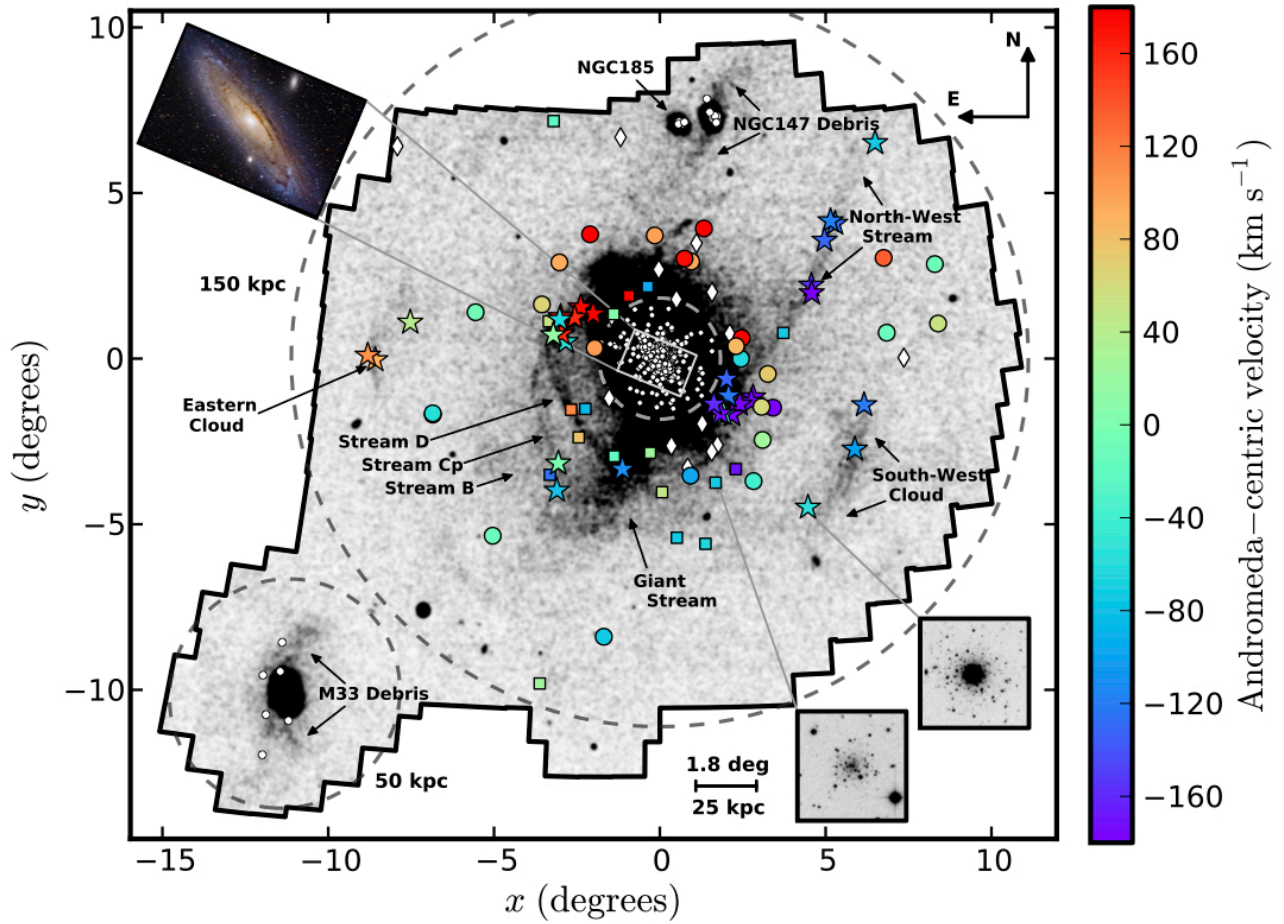 10
5
0
−5
−10
y (degrees)
−15
−10
−5
0
5
10
x (degrees)
NGC185
NGC147 Debris
N
E
North-West
Stream
150 kpc
Eastern
Cloud
Stream D
Stream Cp
Stream B
South-West
Cloud
Giant
Stream
M33 Debris
50 kpc
1.8 deg
25 kpc
160
120
80
40
0
−40
−80
−120
−160
Andromeda−centric velocity (km s⁻¹)